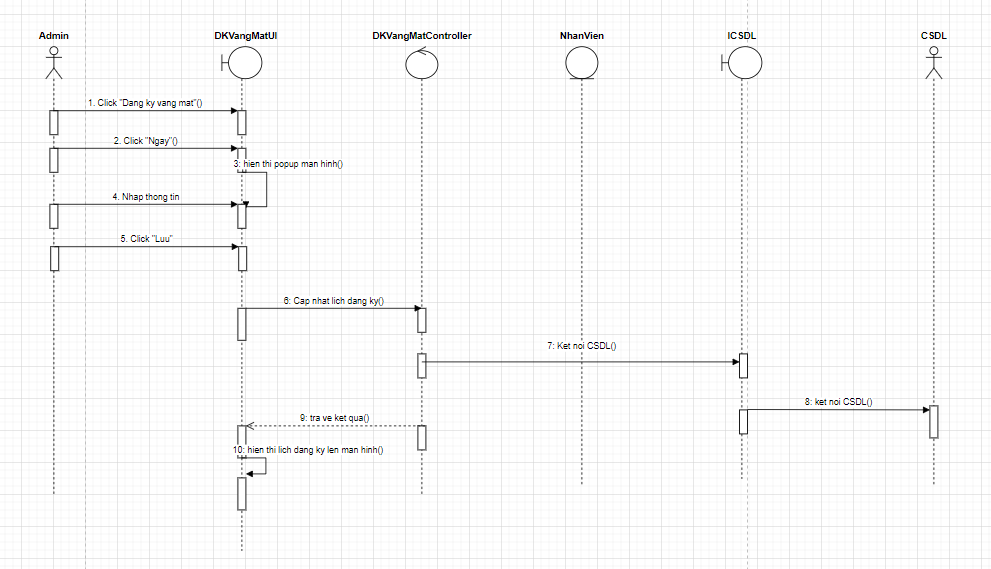 Admin
DKVangMatUI
DKVangMatController
NhanVien
ICSDL
CSDL
1. Click "Dang ky vang mat"()
2. Click "Ngay"()
3: hien thi popup man hinh()
4. Nhap thong tin
5. Click "Luu"
6: Cap nhat lich dang ky()
7: Ket noi CSDL()
8: ket noi CSDL()
9: tra ve ket qua()
10: hien thi lich dang ky len man hinh()